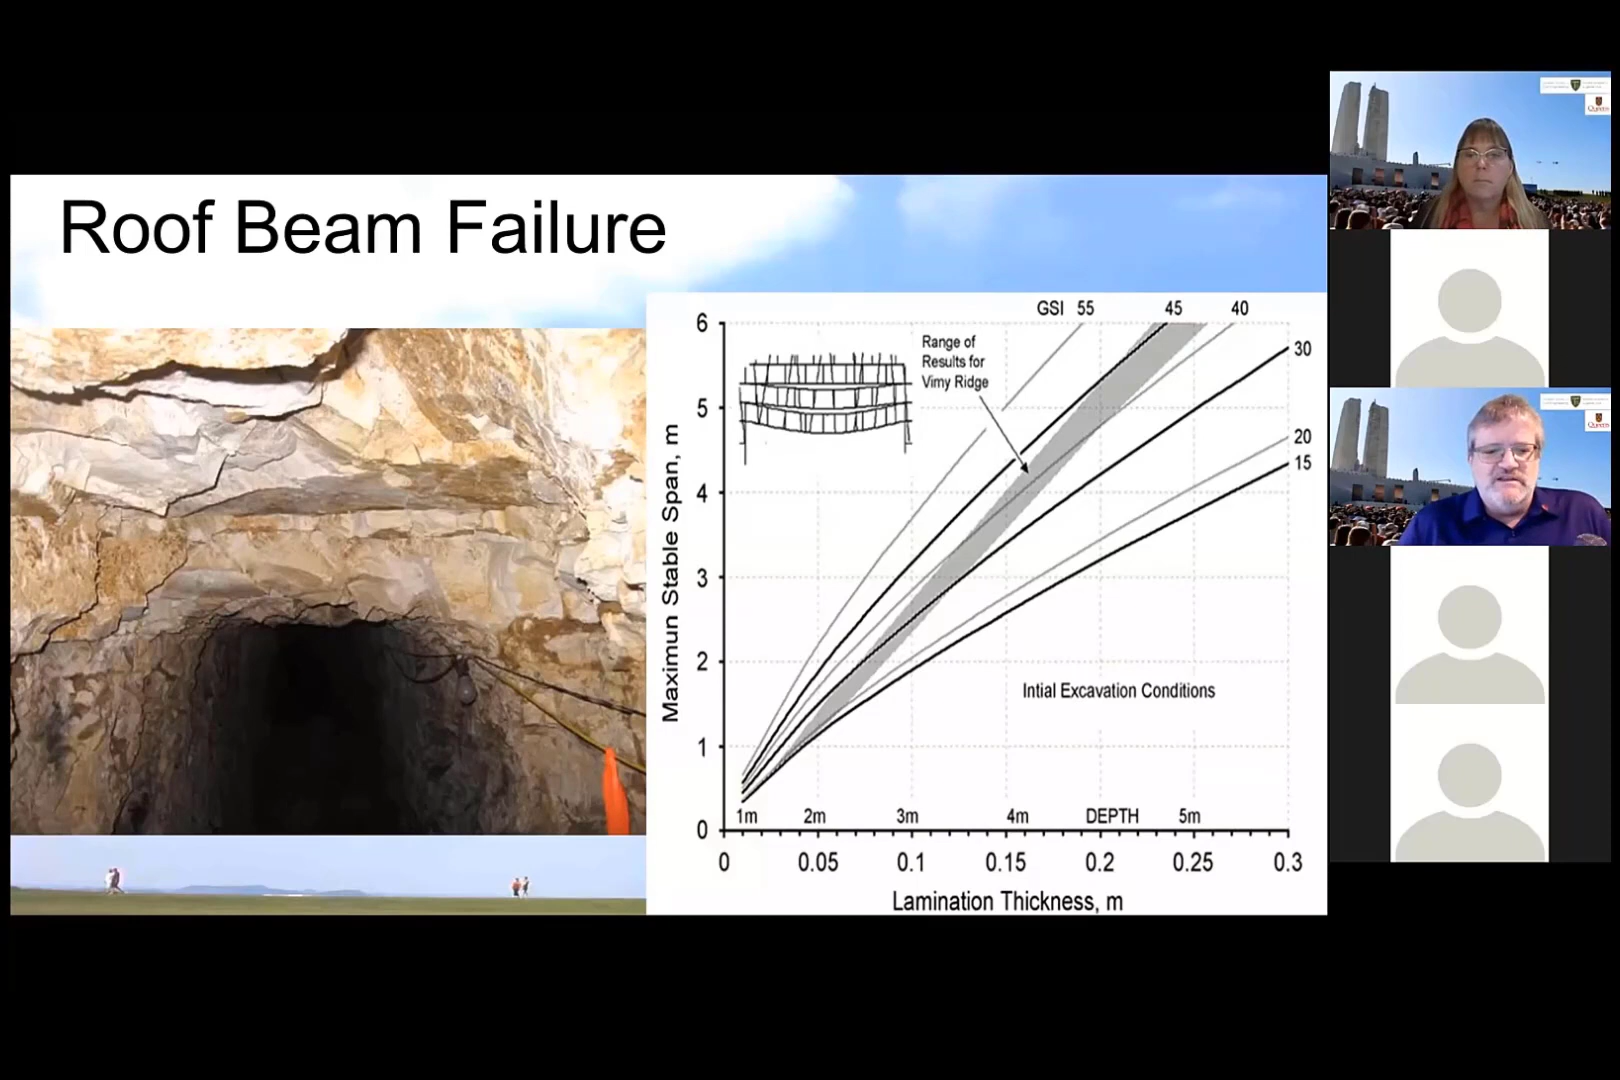 Roof Beam Failure
GSI 55 45 40
6
Range of
Results for
Vimy Ridge
30
5
20
15
4
3
2
Intial Excavation Conditions
1
1m 2m 3m 4m DEPTH 5m
0
0 0.05 0.1 0.15 0.2 0.25 0.3
Maximun Stable Span, m
Lamination Thickness, m
Queen's
Queen's